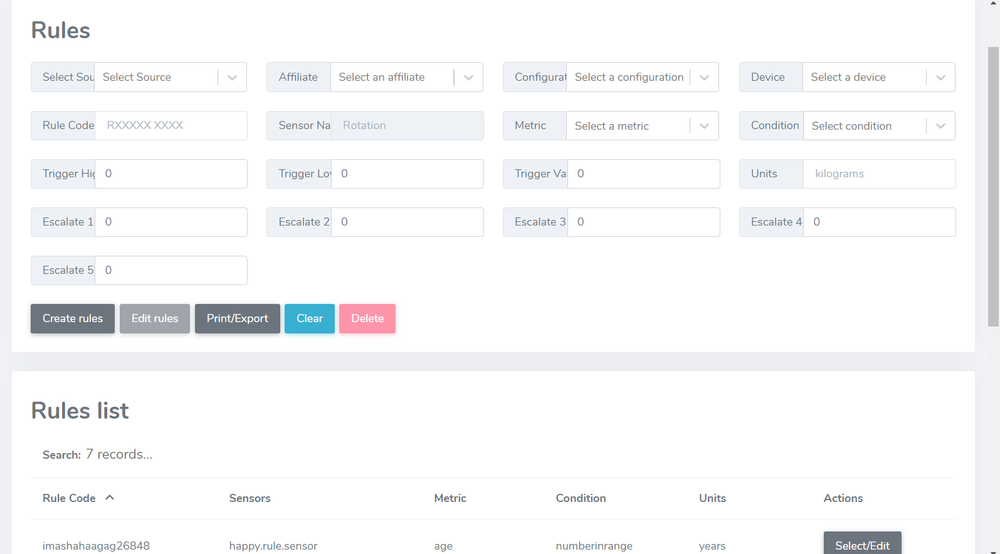 Rules
Select Sou Select Source Affiliate Select an affiliate Configurat Select a configuration Device Select a device
Rule Code RXXXXX XXXX Sensor Na Rotation Metric Select a metric Condition Select condition
Trigger Hig 0 Trigger Lov 0 Trigger Val 0 Units kilograms
Escalate 1 0 Escalate 2 0 Escalate 3 0 Escalate 4 0
Escalate 5 0
Create rules Edit rules Print/Export Clear Delete
Rules list
Search: 7 records...
Rule Code Sensors Metric Condition Units Actions
imashahaagag26848 happy.rule.sensor age numberinrange years Select/Edit